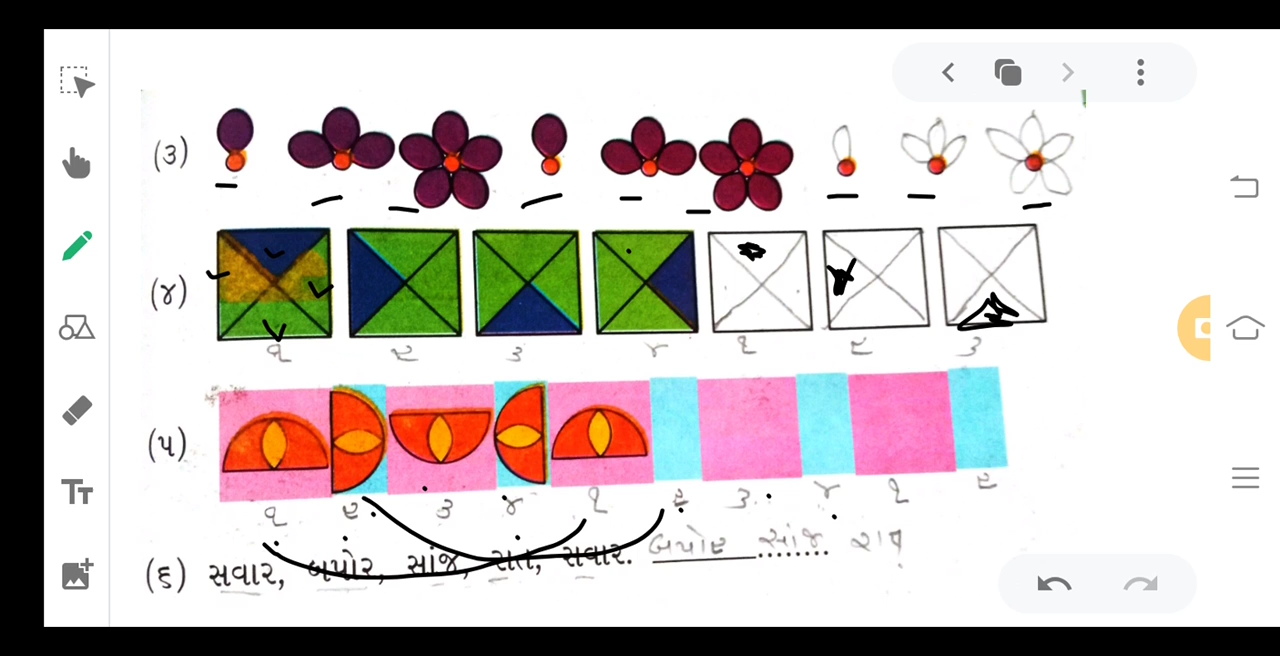 (૩)
(૪)
૧ ૨ ૩ ૪ ૧ ૨ ૩
(૫)
૧ ૨ ૩ ૪ ૧ ૨ ૩ ૪ ૧ ૨
(૬) સવાર, બપોર, સાંજ, રાત, સવાર. બપોર સાંજ રાત
Tт